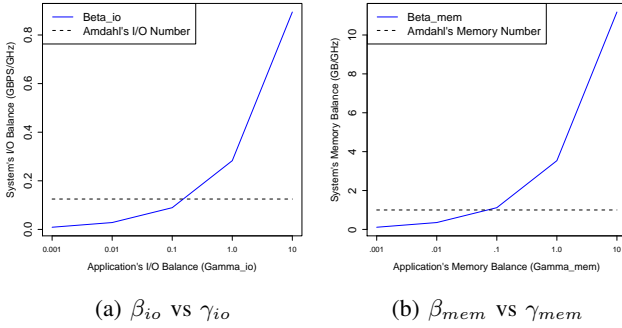 Beta_io
Amdahl's I/O Number
System's I/O Balance (GBPS/GHz)
0.8
0.6
0.4
0.2
0.0
0.001 0.01 0.1 1.0 10
Application's I/O Balance (Gamma_io)
(a) βio vs γio
Beta_mem
Amdahl's Memory Number
System's Memory Balance (GB/GHz)
10
8
6
4
2
0
.001 .01 .1 1.0 10
Application's Memory Balance (Gamma_mem)
(b) βmem vs γmem